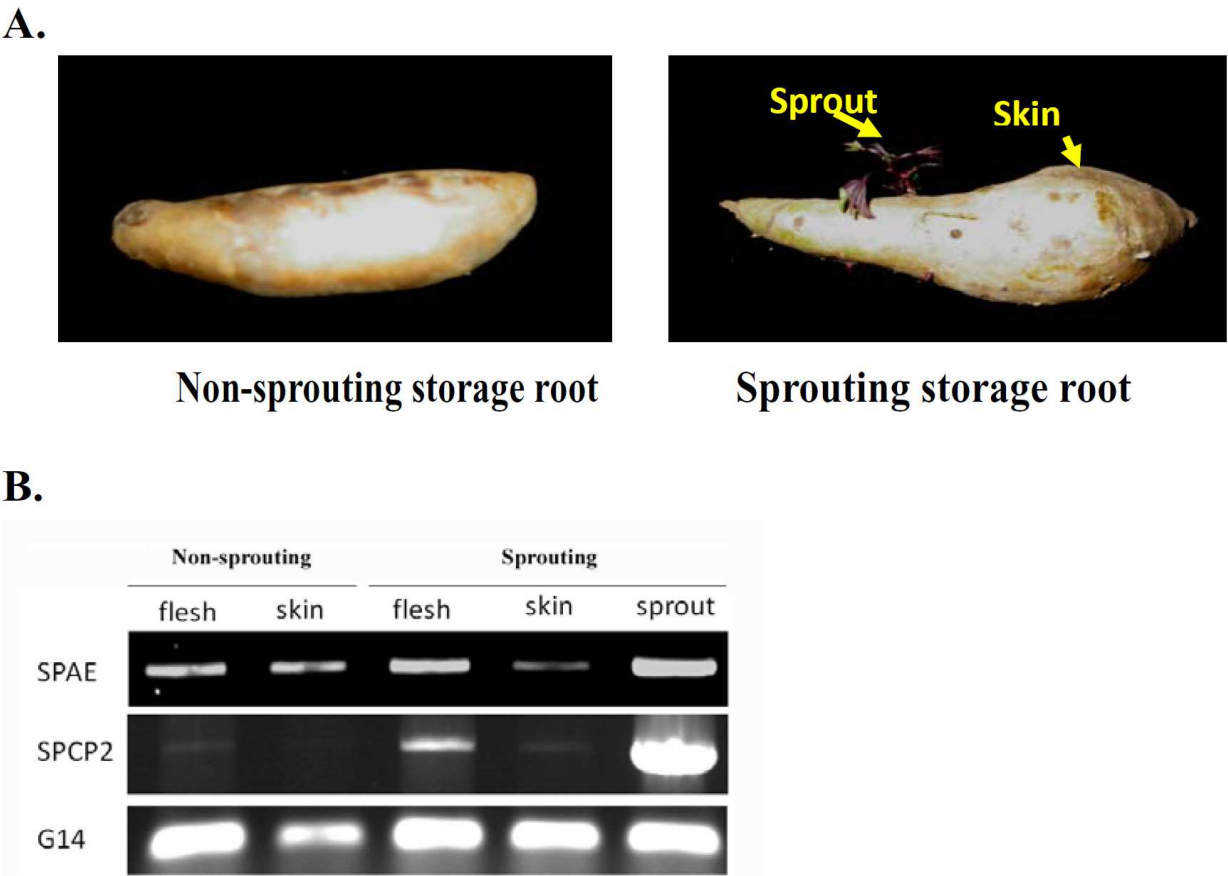 A.
Sprout
Skin
Non-sprouting storage root
Sprouting storage root
B.
Non-sprouting
Sprouting
flesh
skin
flesh
skin
sprout
SPAE
SPCP2
G14